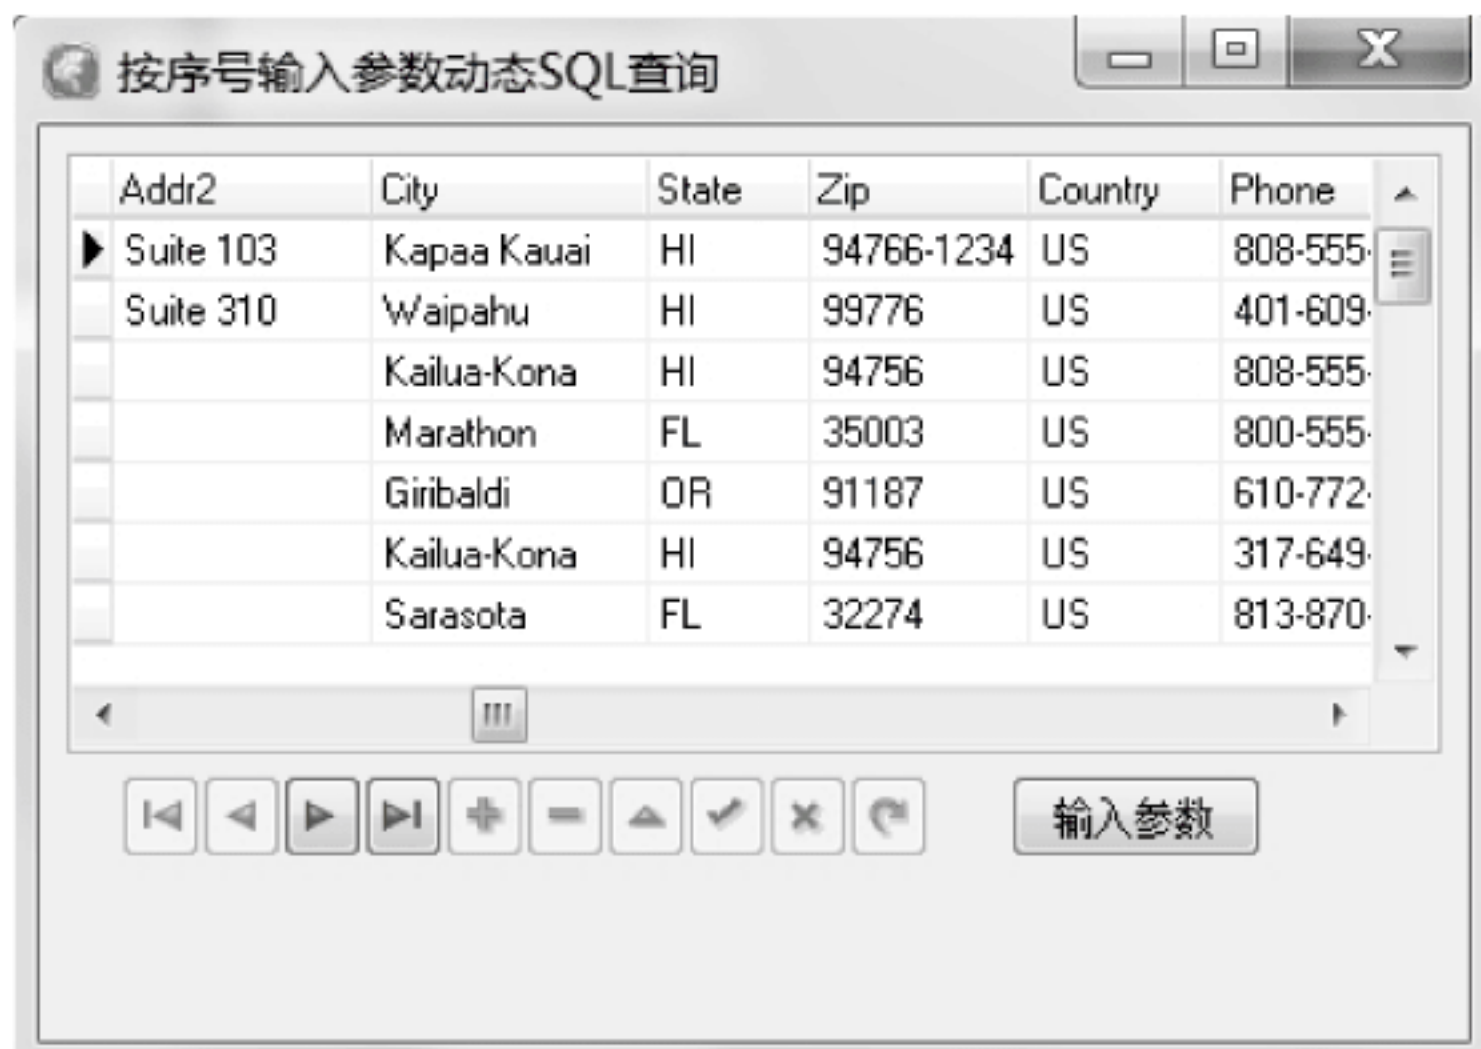 按序号输入参数动态SQL查询
Addr2 City State Zip Country Phone
Suite 103 Kapaa Kauai HI 94766-1234 US 808-555-
Suite 310 Waipahu HI 99776 US 401-609-
Kailua-Kona HI 94756 US 808-555-
Marathon FL 35003 US 800-555-
Giribaldi OR 91187 US 610-772-
Kailua-Kona HI 94756 US 317-649-
Sarasota FL 32274 US 813-870-
输入参数